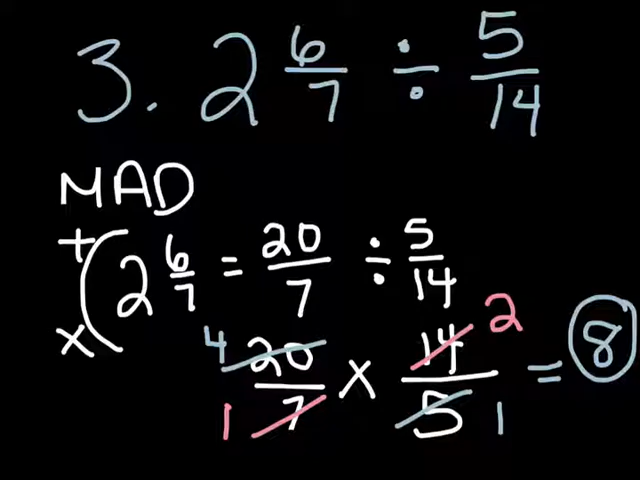 3. 2 6/7 ÷ 5/14
MAD
+
( 2 6/7 = 20/7 ÷ 5/14
x
4 20/7 1 x 14/5 2 1 = 8